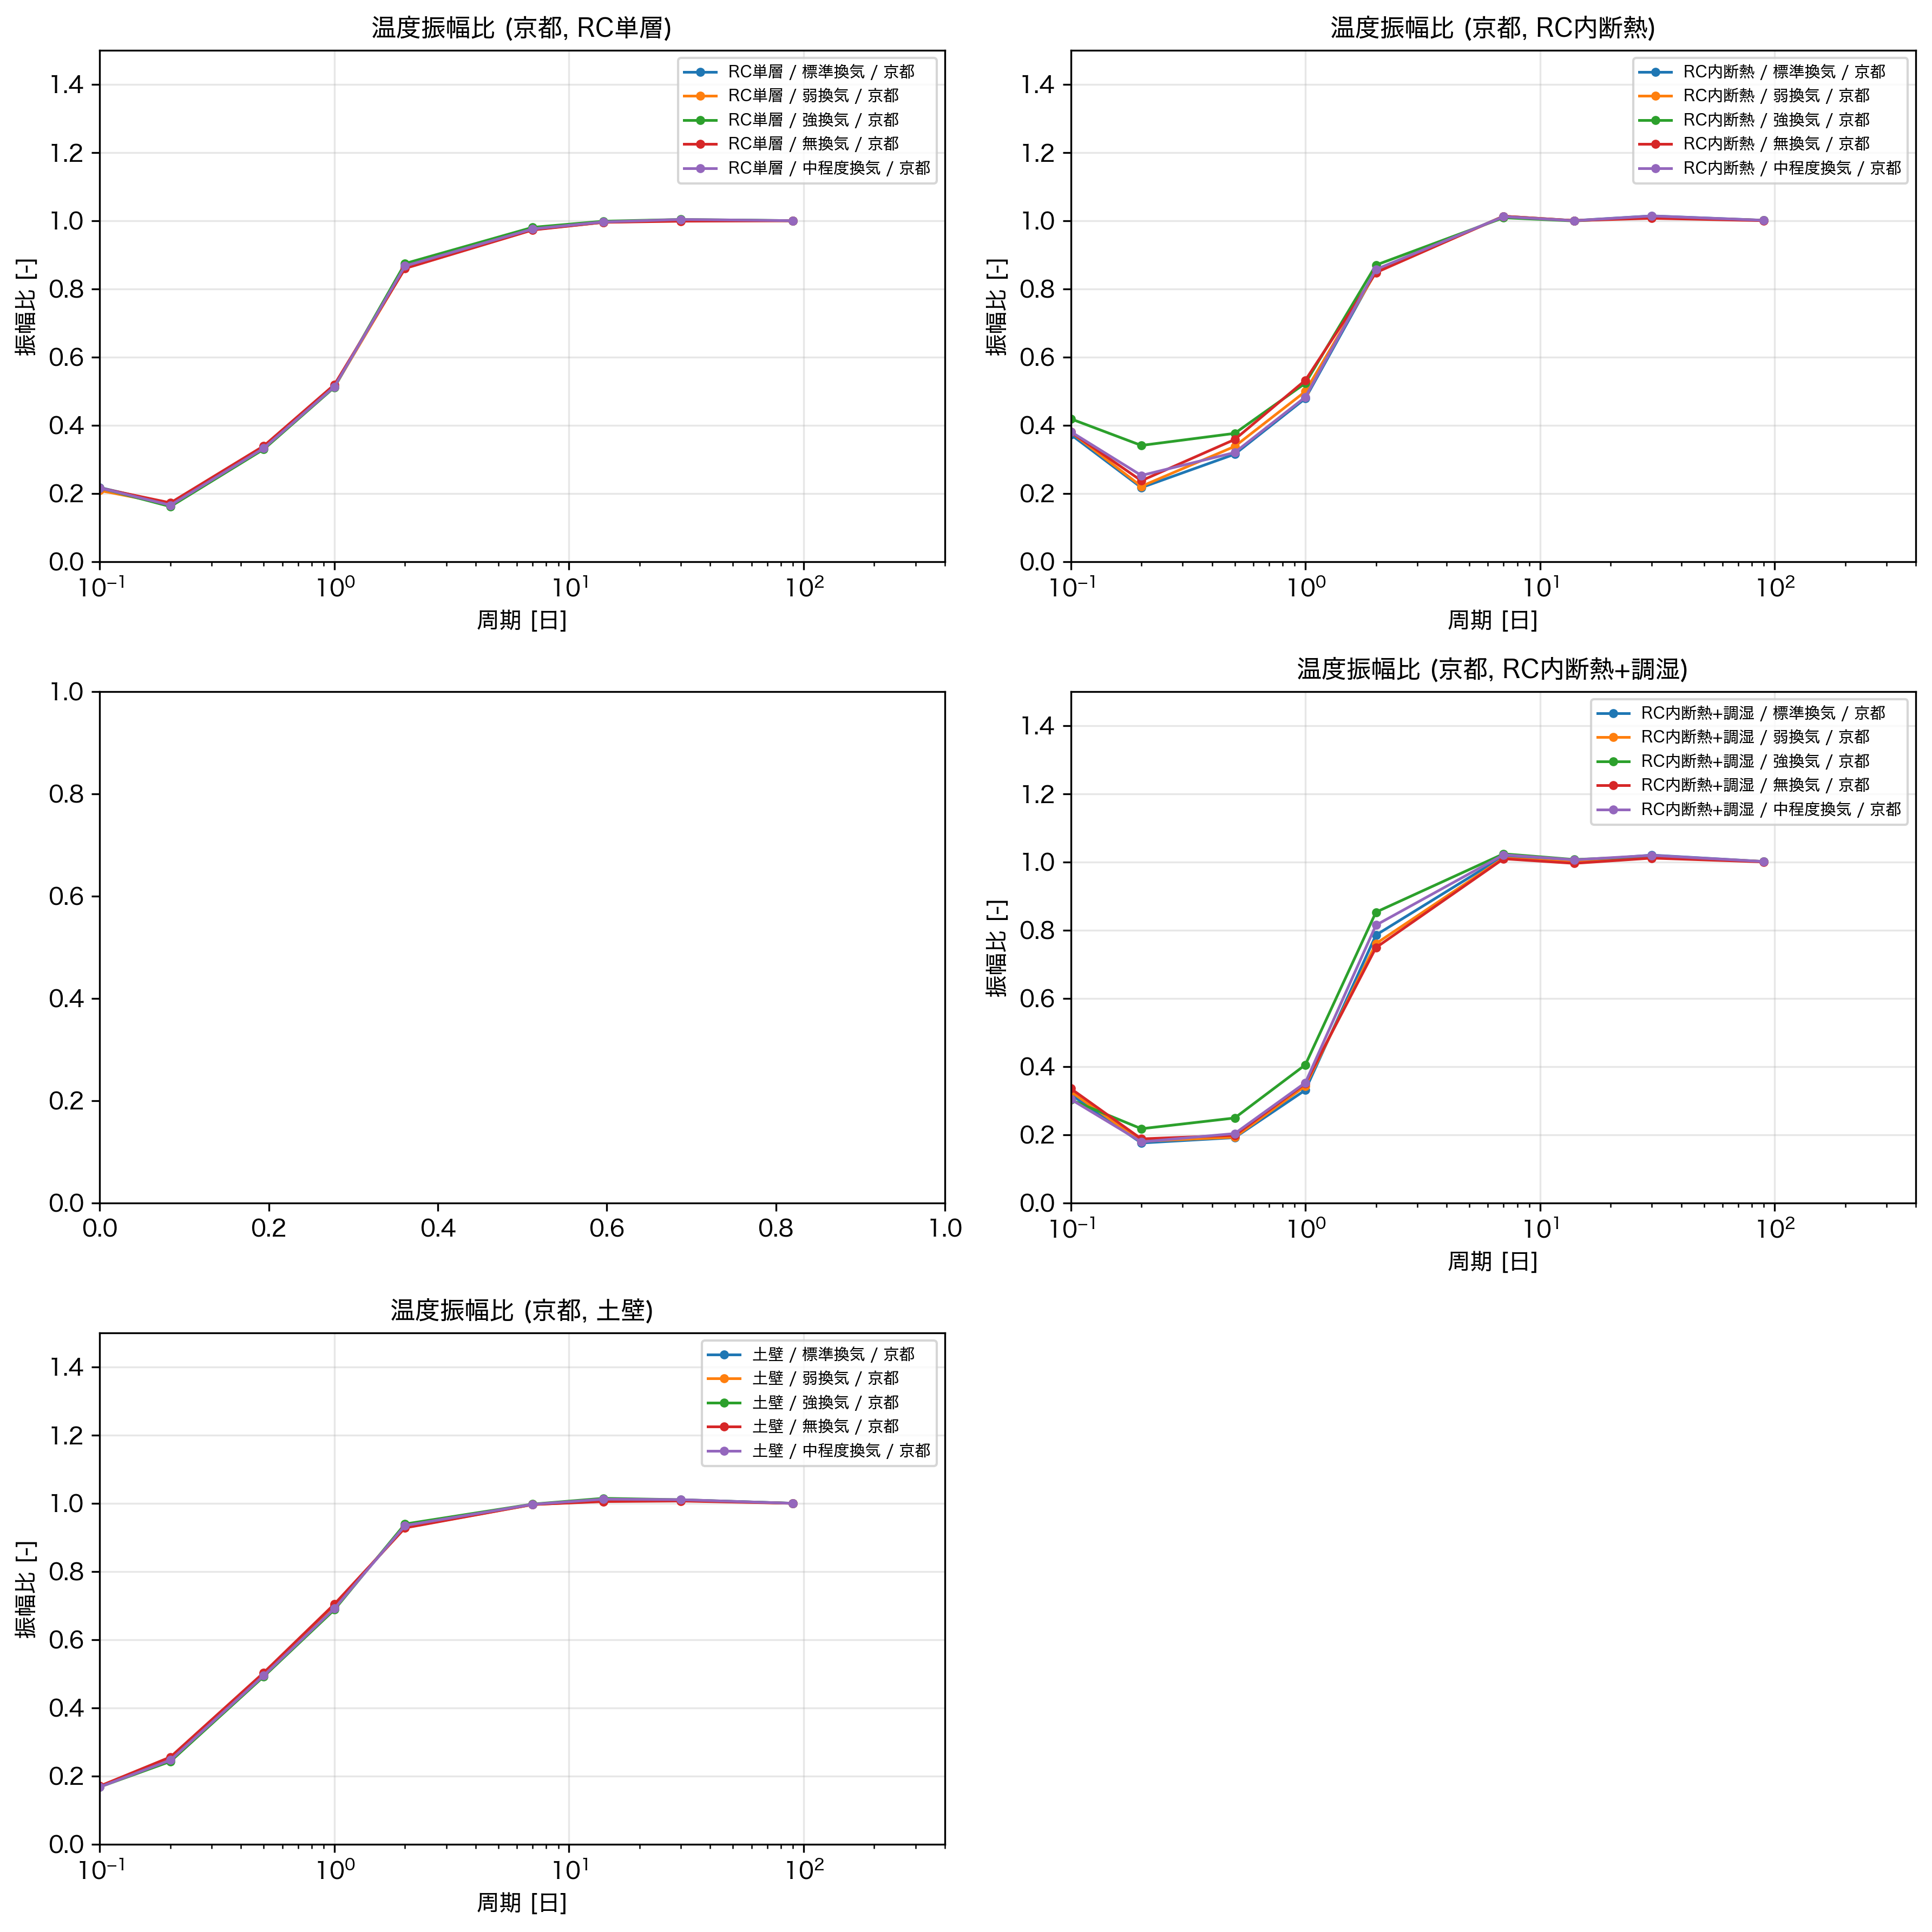 温度振幅比 (京都, RC単層)
振幅比 [-]
1.4
1.2
1.0
0.8
0.6
0.4
0.2
0.0
RC単層 / 標準換気 / 京都
RC単層 / 弱換気 / 京都
RC単層 / 強換気 / 京都
RC単層 / 無換気 / 京都
RC単層 / 中程度換気 / 京都
10⁻¹ 10⁰ 10¹ 10²
周期 [日]
温度振幅比 (京都, RC内断熱)
振幅比 [-]
1.4
1.2
1.0
0.8
0.6
0.4
0.2
0.0
RC内断熱 / 標準換気 / 京都
RC内断熱 / 弱換気 / 京都
RC内断熱 / 強換気 / 京都
RC内断熱 / 無換気 / 京都
RC内断熱 / 中程度換気 / 京都
10⁻¹ 10⁰ 10¹ 10²
周期 [日]
1.0
0.8
0.6
0.4
0.2
0.0
0.0 0.2 0.4 0.6 0.8 1.0
温度振幅比 (京都, RC内断熱+調湿)
振幅比 [-]
1.4
1.2
1.0
0.8
0.6
0.4
0.2
0.0
RC内断熱+調湿 / 標準換気 / 京都
RC内断熱+調湿 / 弱換気 / 京都
RC内断熱+調湿 / 強換気 / 京都
RC内断熱+調湿 / 無換気 / 京都
RC内断熱+調湿 / 中程度換気 / 京都
10⁻¹ 10⁰ 10¹ 10²
周期 [日]
温度振幅比 (京都, 土壁)
振幅比 [-]
1.4
1.2
1.0
0.8
0.6
0.4
0.2
0.0
土壁 / 標準換気 / 京都
土壁 / 弱換気 / 京都
土壁 / 強換気 / 京都
土壁 / 無換気 / 京都
土壁 / 中程度換気 / 京都
10⁻¹ 10⁰ 10¹ 10²
周期 [日]